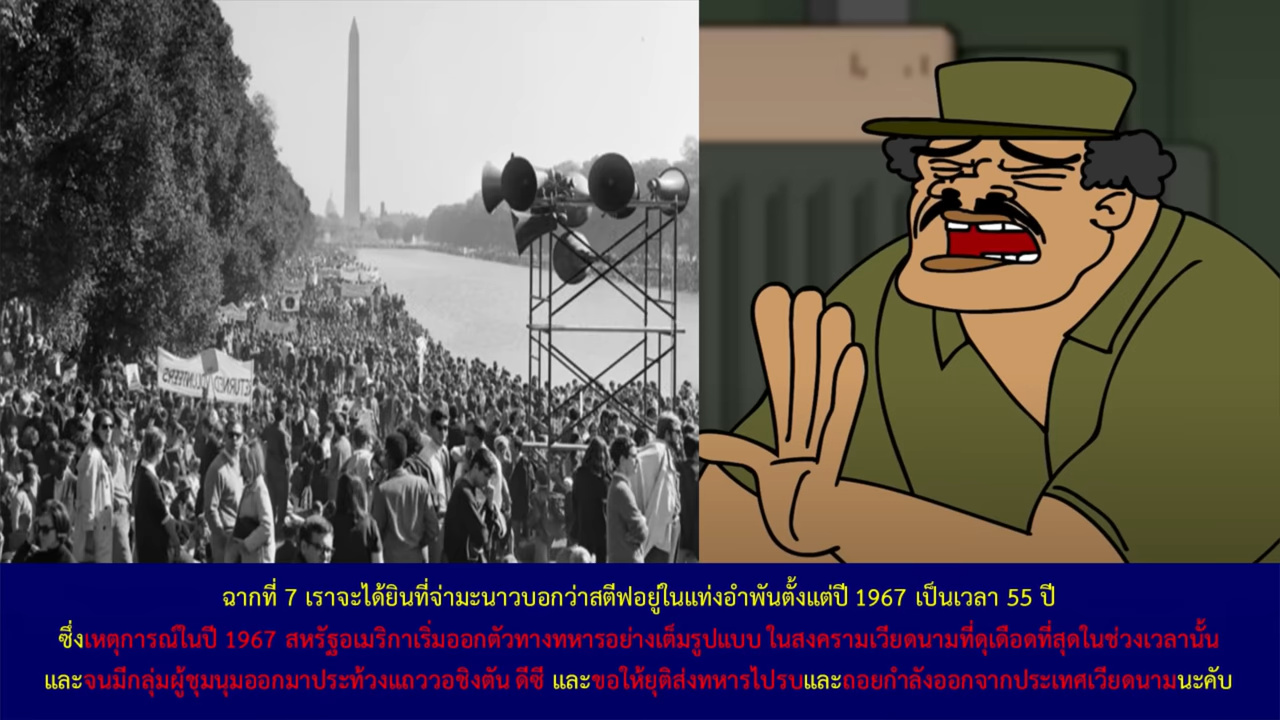 RETURNED VOLUNTEERS
ฉากที่ 7 เราจะได้ยินที่จ่ามะนาวบอกว่าสตีฟอยู่ในแท่งอำพันตั้งแต่ปี 1967 เป็นเวลา 55 ปี
ซึ่งเหตุการณ์ในปี 1967 สหรัฐอเมริกาเริ่มออกตัวทางทหารอย่างเต็มรูปแบบ ในสงครามเวียดนามที่ดุเดือดที่สุดในช่วงเวลานั้น
และจนมีกลุ่มผู้ชุมนุมออกมาประท้วงแถววอชิงตัน ดีซี และขอให้ยุติส่งทหารไปรบและถอยกำลังออกจากประเทศเวียดนามนะคับ